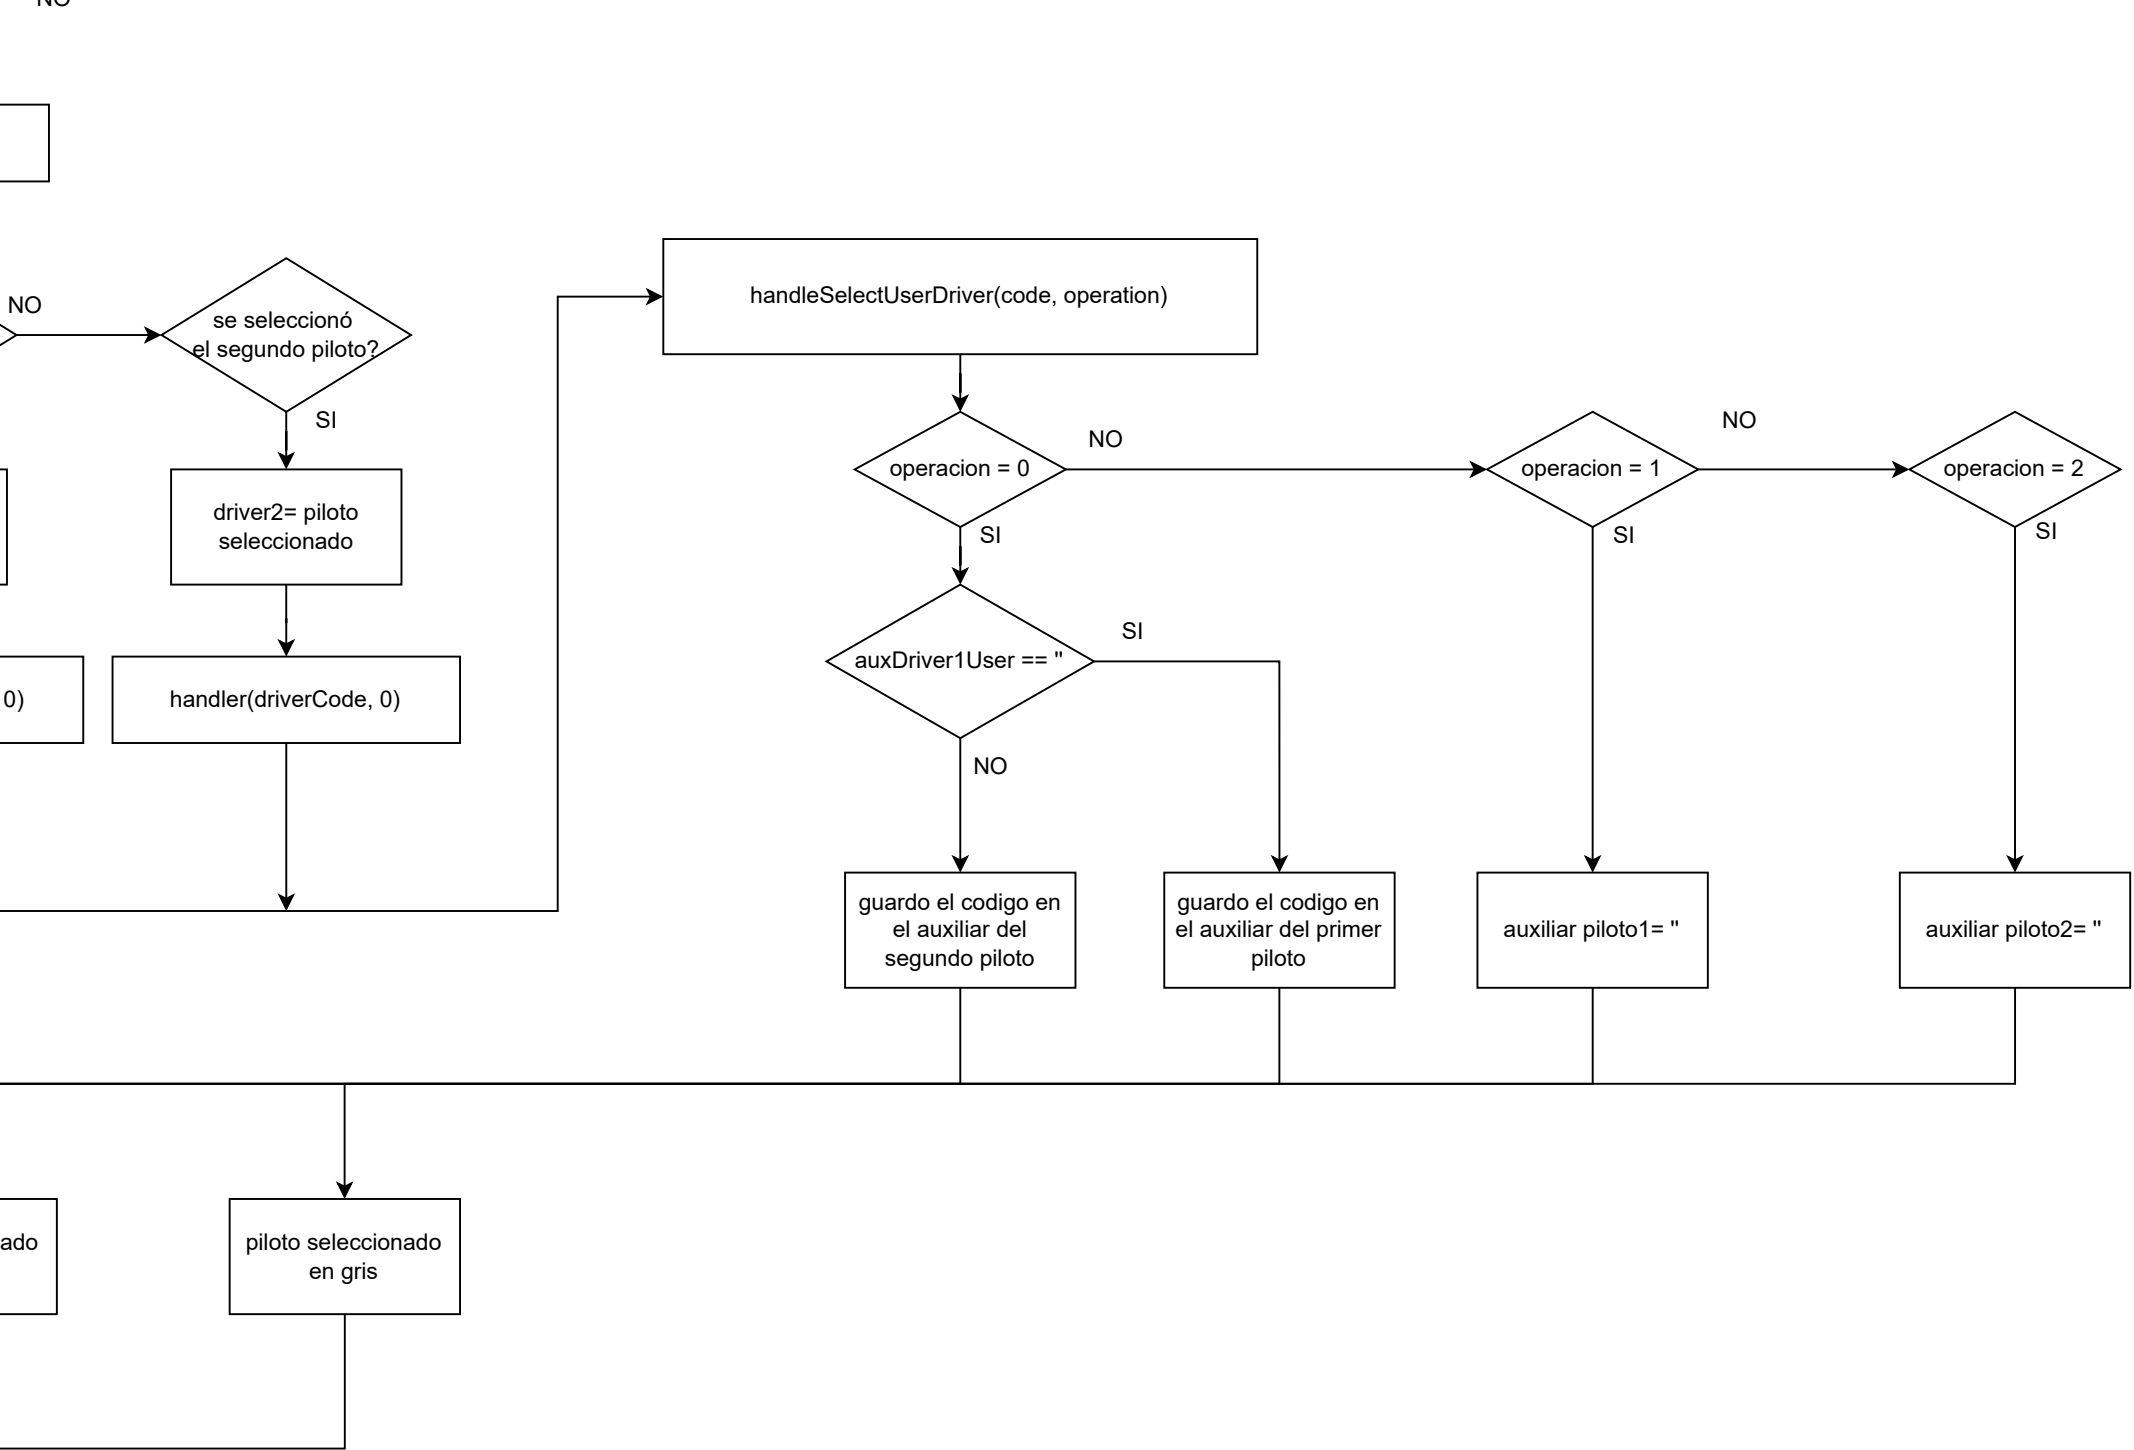 NO
NO
se seleccionó
el segundo piloto?
SI
driver2= piloto
seleccionado
0)
handler(driverCode, 0)
handleSelectUserDriver(code, operation)
operacion = 0
NO
operacion = 1
NO
operacion = 2
SI
SI
SI
auxDriver1User == ''
SI
NO
guardo el codigo en
el auxiliar del
segundo piloto
guardo el codigo en
el auxiliar del primer
piloto
auxiliar piloto1= ''
auxiliar piloto2= ''
ado
piloto seleccionado
en gris